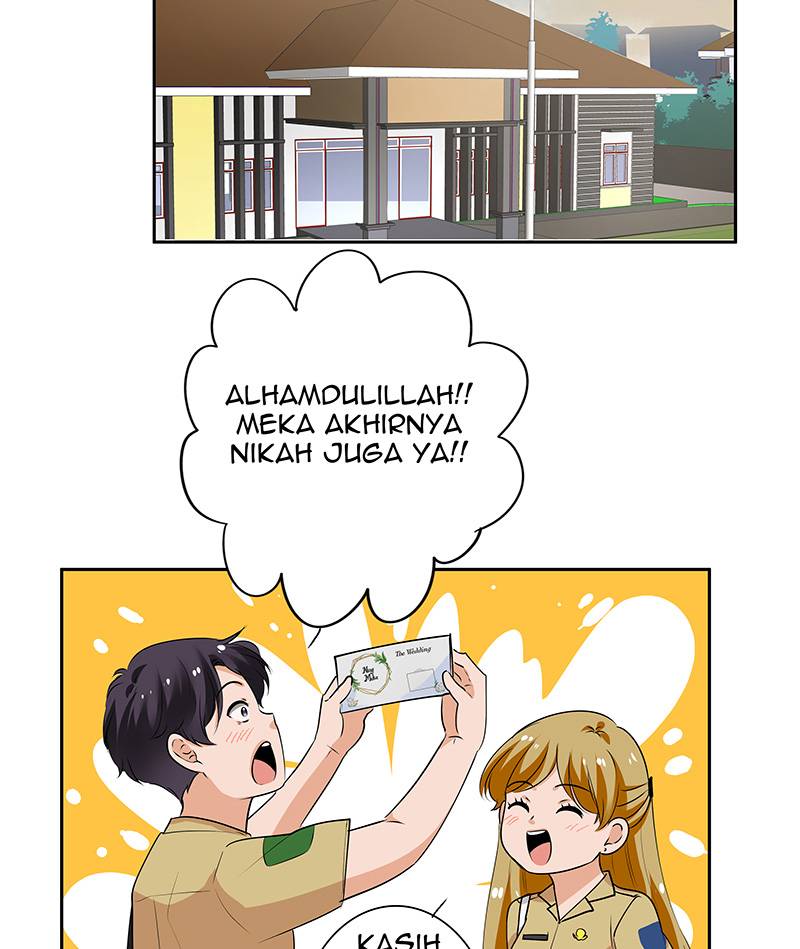 ALHAMDULILLAH!!
MEKA AKHIRNYA
NIKAH JUGA YA!!
The Wedding
KASIH